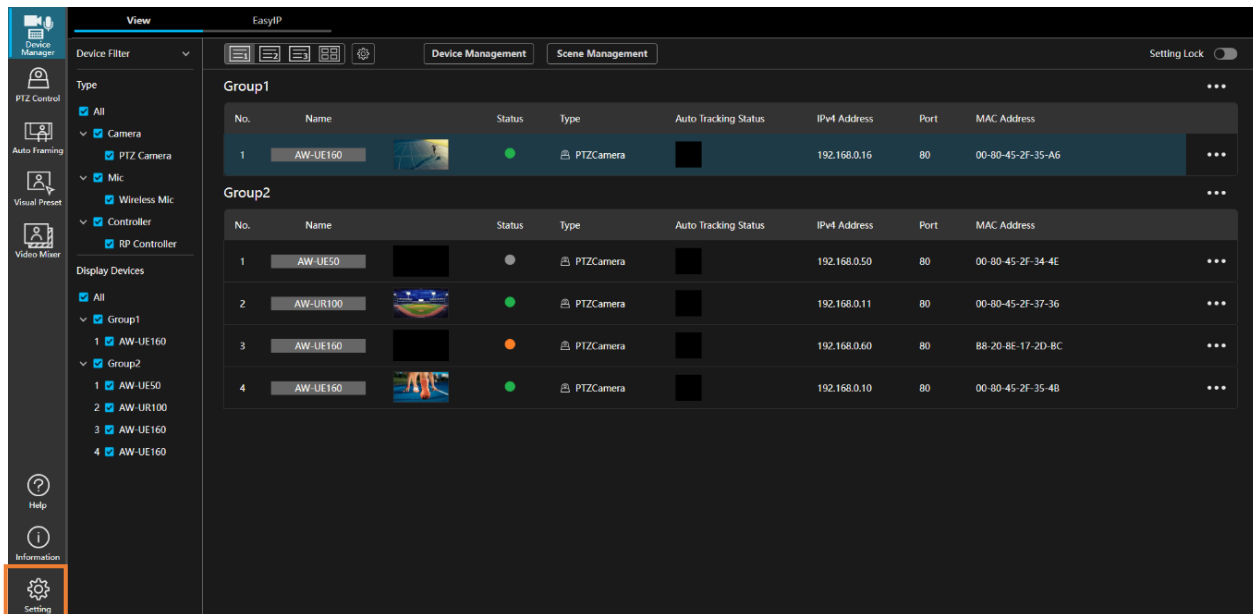 View EasyIP
Device Manager
PTZ Control
Auto Framing
Visual Preset
Video Mixer
Help
Information
Setting
Device Filter
Type
All
Camera
PTZ Camera
Mic
Wireless Mic
Controller
RP Controller
Display Devices
All
Group1
1 AW-UE160
Group2
1 AW-UE50
2 AW-UR100
3 AW-UE160
4 AW-UE160
1 2 3 Device Management Scene Management Setting Lock
Group1
No. Name Status Type Auto Tracking Status IPv4 Address Port MAC Address
1 AW-UE160 PTZCamera 192.168.0.16 80 00-80-45-2F-35-A6
Group2
No. Name Status Type Auto Tracking Status IPv4 Address Port MAC Address
1 AW-UE50 PTZCamera 192.168.0.50 80 00-80-45-2F-34-4E
2 AW-UR100 PTZCamera 192.168.0.11 80 00-80-45-2F-37-36
3 AW-UE160 PTZCamera 192.168.0.60 80 B8-20-8E-17-2D-BC
4 AW-UE160 PTZCamera 192.168.0.10 80 00-80-45-2F-35-4B